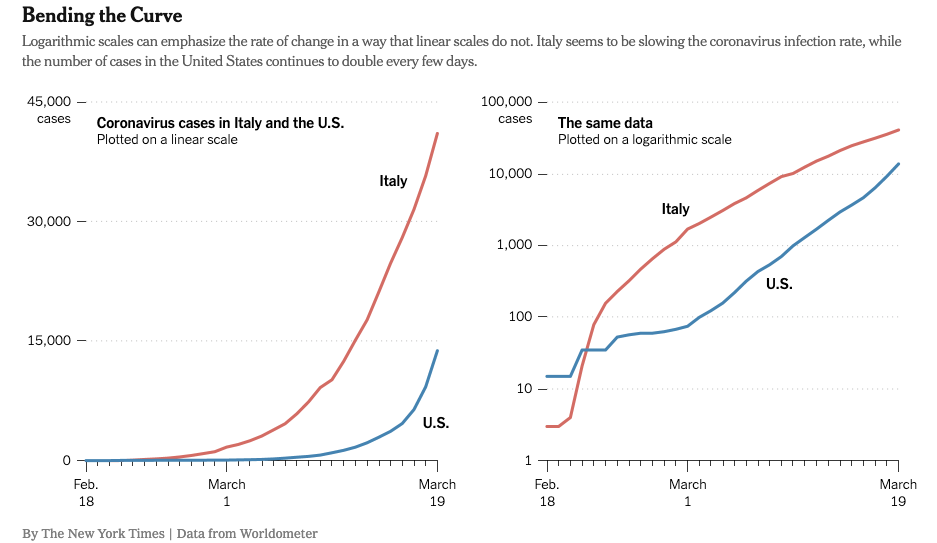 Bending the Curve
Logarithmic scales can emphasize the rate of change in a way that linear scales do not. Italy seems to be slowing the coronavirus infection rate, while
the number of cases in the United States continues to double every few days.
45,000
cases
Coronavirus cases in Italy and the U.S.
Plotted on a linear scale
Italy
30,000
15,000
U.S.
0
Feb.
18
March
1
March
19
100,000
cases
The same data
Plotted on a logarithmic scale
10,000
Italy
1,000
U.S.
100
10
1
Feb.
18
March
1
March
19
By The New York Times | Data from Worldometer